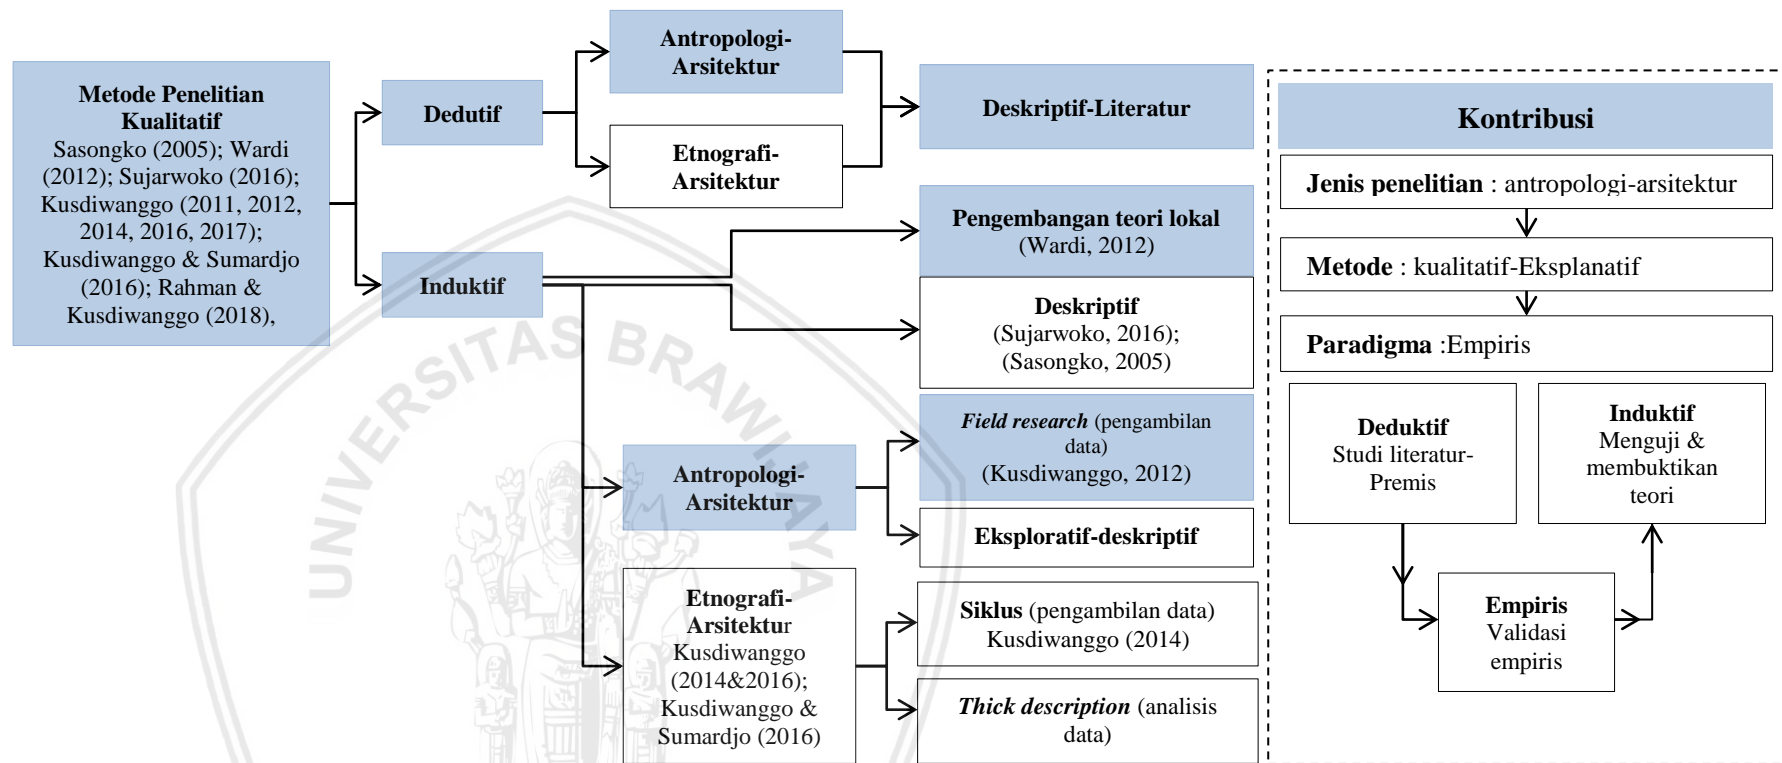 Metode Penelitian
Kualitatif
Sasongko (2005); Wardi
(2012); Sujarwoko (2016);
Kusdiwanggo (2011, 2012,
2014, 2016, 2017);
Kusdiwanggo & Sumardjo
(2016); Rahman &
Kusdiwanggo (2018),
Dedutif
Induktif
Antropologi-
Arsitektur
Etnografi-
Arsitektur
Deskriptif-Literatur
Pengembangan teori lokal
(Wardi, 2012)
Deskriptif
(Sujarwoko, 2016);
(Sasongko, 2005)
Antropologi-
Arsitektur
Field research (pengambilan
data)
(Kusdiwanggo, 2012)
Eksploratif-deskriptif
Etnografi-
Arsitektur
Kusdiwanggo
(2014&2016);
Kusdiwanggo &
Sumardjo (2016)
Siklus (pengambilan data)
Kusdiwanggo (2014)
Thick description (analisis
data)
Kontribusi
Jenis penelitian : antropologi-arsitektur
Metode : kualitatif-Eksplanatif
Paradigma :Empiris
Deduktif
Studi literatur-
Premis
Induktif
Menguji &
membuktikan
teori
Empiris
Validasi
empiris
UNIVERSITAS BRAWIJAYA